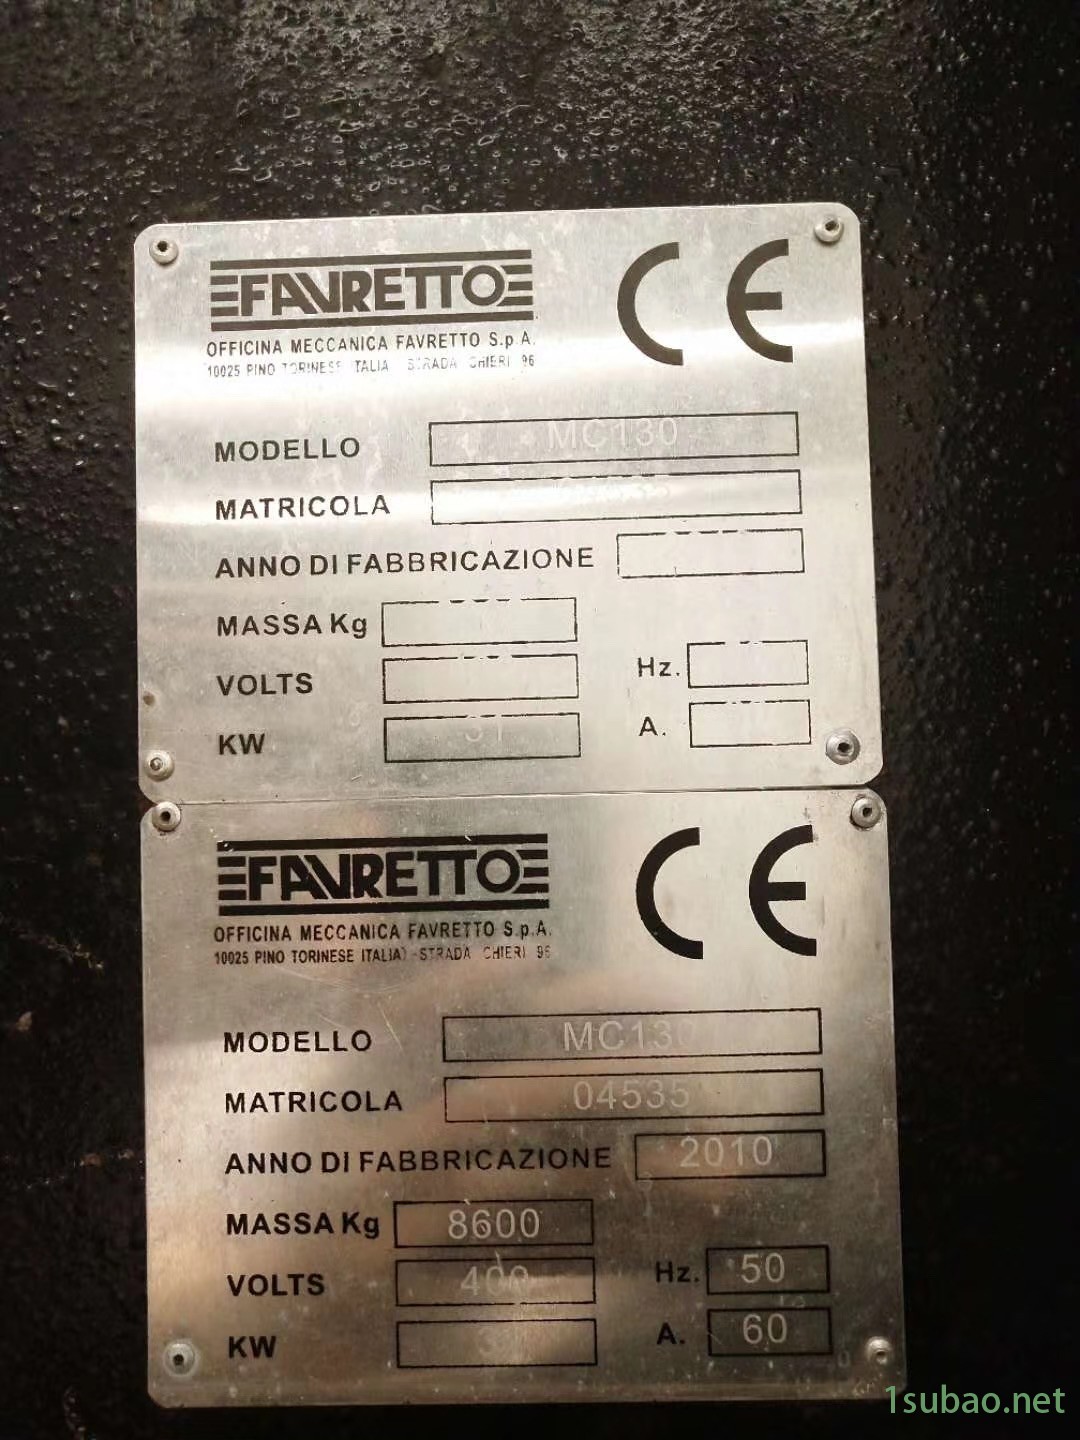 FAVRETTO
CE
OFFICINA MECCANICA FAVRETTO S.p.A.
10025 PINO TORINESE ITALIA STRADA CHIERI 96
MODELLO MC130
MATRICOLA
ANNO DI FABBRICAZIONE
MASSA Kg
VOLTS Hz.
KW 31 A.
FAVRETTO
CE
OFFICINA MECCANICA FAVRETTO S.p.A.
10025 PINO TORINESE ITALIA) - STRADA CHIERI 96
MODELLO MC130
MATRICOLA 04535
ANNO DI FABBRICAZIONE 2010
MASSA Kg 8600
VOLTS 400 Hz. 50
KW A. 60
1subao.net